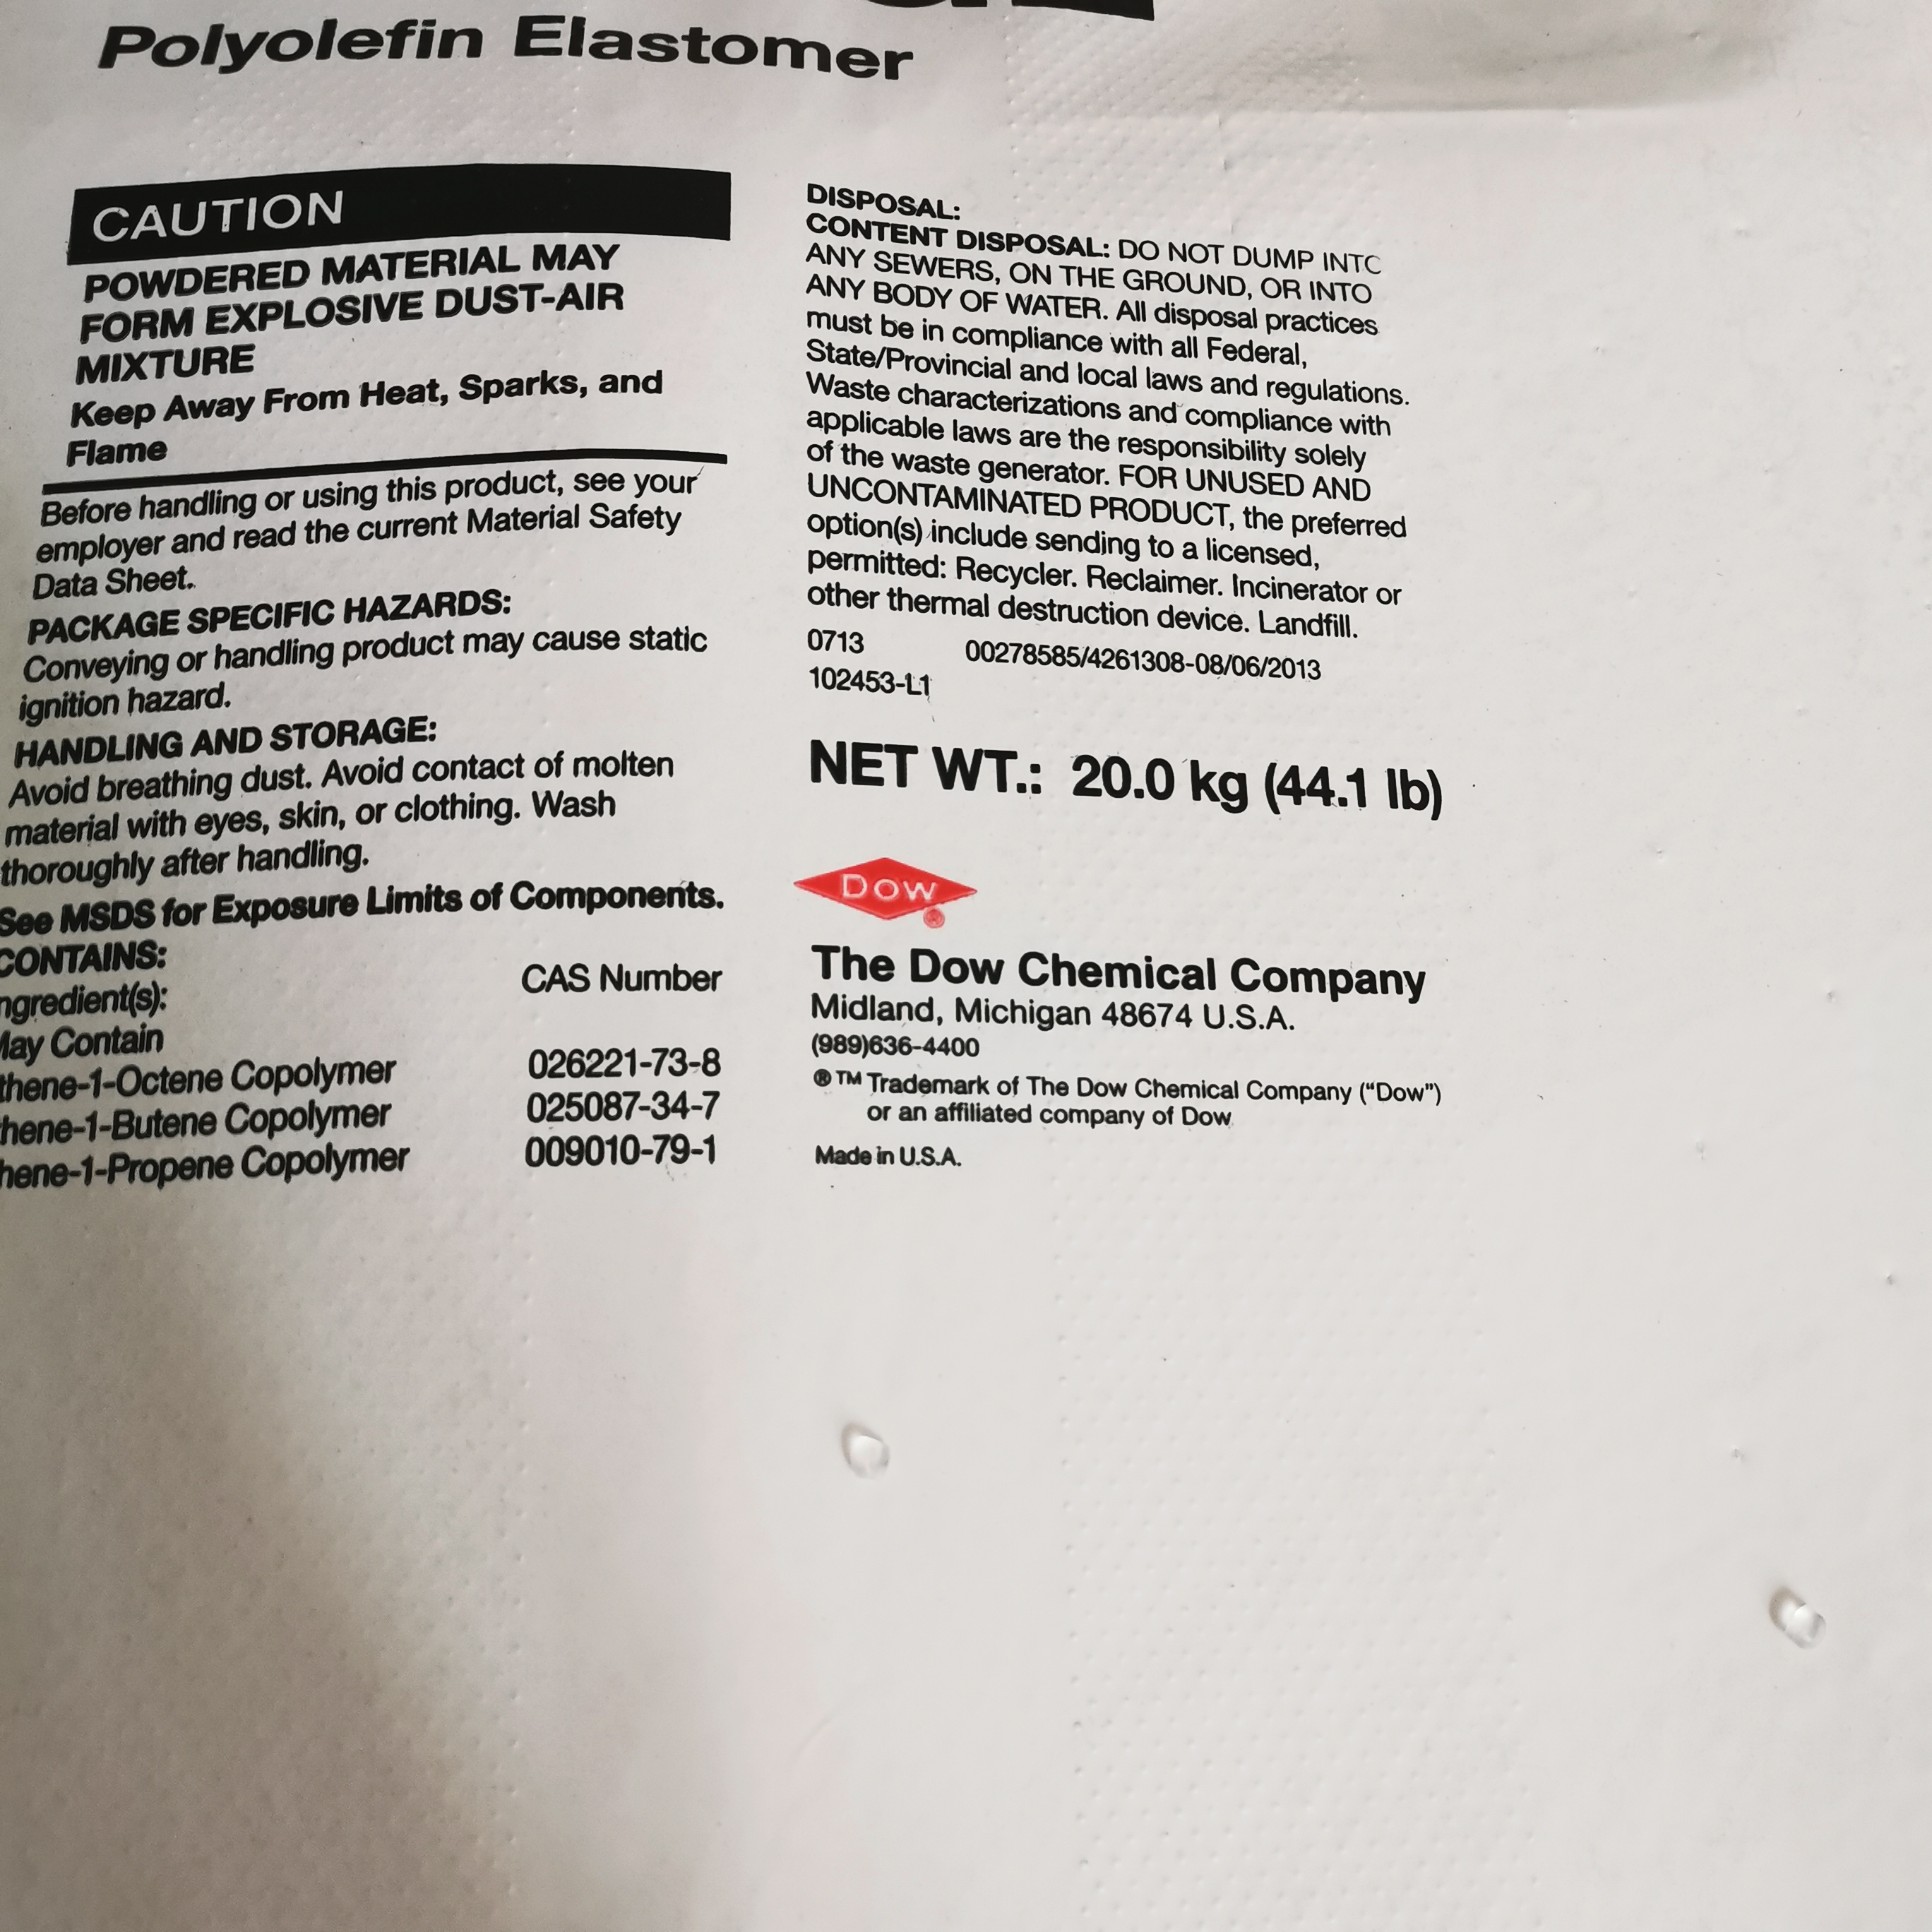 Polyolefin Elastomer
CAUTION
POWDERED MATERIAL MAY
FORM EXPLOSIVE DUST-AIR
MIXTURE
Keep Away From Heat, Sparks, and
Flame
Before handling or using this product, see your
employer and read the current Material Safety
Data Sheet.
PACKAGE SPECIFIC HAZARDS:
Conveying or handling product may cause static
ignition hazard.
HANDLING AND STORAGE:
Avoid breathing dust. Avoid contact of molten
material with eyes, skin, or clothing. Wash
thoroughly after handling.
See MSDS for Exposure Limits of Components.
CONTAINS:
ngredient(s): CAS Number
May Contain
thene-1-Octene Copolymer 026221-73-8
hene-1-Butene Copolymer 025087-34-7
hene-1-Propene Copolymer 009010-79-1
DISPOSAL:
CONTENT DISPOSAL: DO NOT DUMP INTO
ANY SEWERS, ON THE GROUND, OR INTO
ANY BODY OF WATER. All disposal practices
must be in compliance with all Federal,
State/Provincial and local laws and regulations.
Waste characterizations and compliance with
applicable laws are the responsibility solely
of the waste generator. FOR UNUSED AND
UNCONTAMINATED PRODUCT, the preferred
option(s) include sending to a licensed,
permitted: Recycler. Reclaimer. Incinerator or
other thermal destruction device. Landfill.
0713 00278585/4261308-08/06/2013
102453-L1
NET WT.: 20.0 kg (44.1 lb)
DOW ®
The Dow Chemical Company
Midland, Michigan 48674 U.S.A.
(989)636-4400
®™ Trademark of The Dow Chemical Company (“Dow”)
or an affiliated company of Dow
Made in U.S.A.